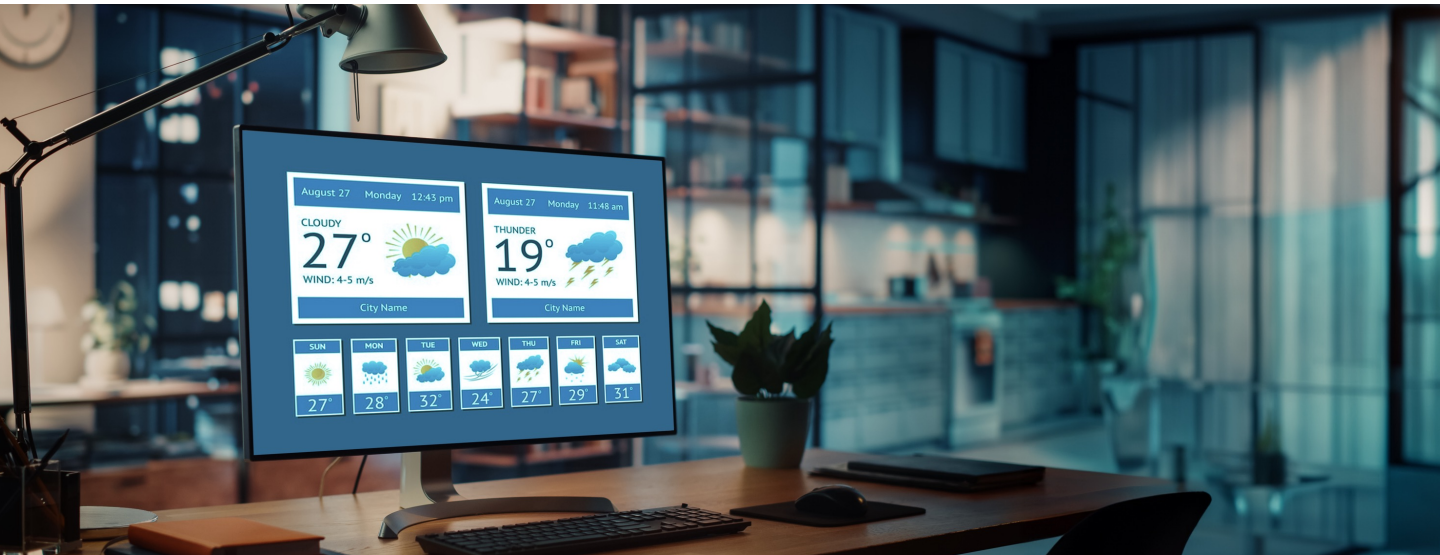 August 27 Monday 12:43 pm
CLOUDY
27°
WIND: 4-5 m/s
City Name
August 27 Monday 11:48 am
THUNDER
19°
WIND: 4-5 m/s
City Name
SUN MON TUE WED THU FRI SAT
27° 28° 32° 24° 27° 29° 31°